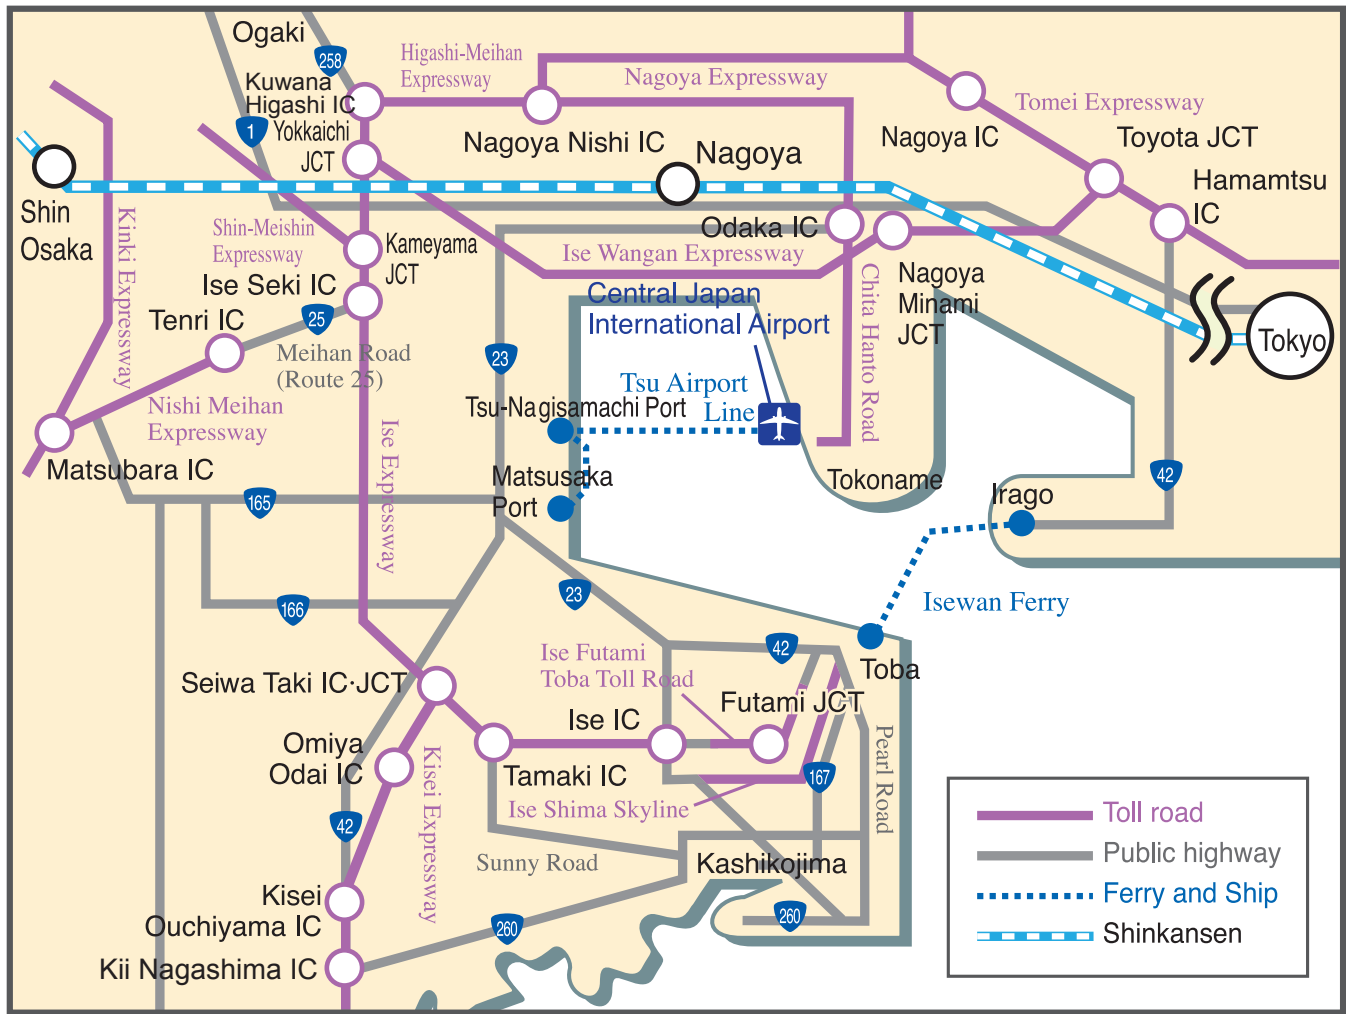 Ogaki
258
Higashi-Meihan
Expressway
Nagoya Expressway
Kuwana
Higashi IC
Tomei Expressway
1
Yokkaichi
JCT
Nagoya Nishi IC
Nagoya
Nagoya IC
Toyota JCT
Hamamtsu
IC
Shin
Osaka
Kinki Expressway
Shin-Meishin
Expressway
Kameyama
JCT
Ise Wangan Expressway
Odaka IC
Chita Hanto Road
Nagoya
Minami
JCT
Ise Seki IC
25
Tenri IC
Meihan Road
(Route 25)
Central Japan
International Airport
Tokyo
23
Nishi Meihan
Expressway
Tsu-Nagisamachi Port
Tsu Airport
Line
Ise Expressway
Matsubara IC
Matsusaka
Port
Tokoname
Irago
42
165
166
23
Isewan Ferry
Ise Futami
Toba Toll Road
42
Toba
Seiwa Taki IC·JCT
Futami JCT
Ise IC
Pearl Road
Omiya
Odai IC
Kisei Expressway
Tamaki IC
167
Ise Shima Skyline
42
Sunny Road
Kashikojima
Kisei
Ouchiyama IC
260
260
Kii Nagashima IC
Toll road
Public highway
Ferry and Ship
Shinkansen